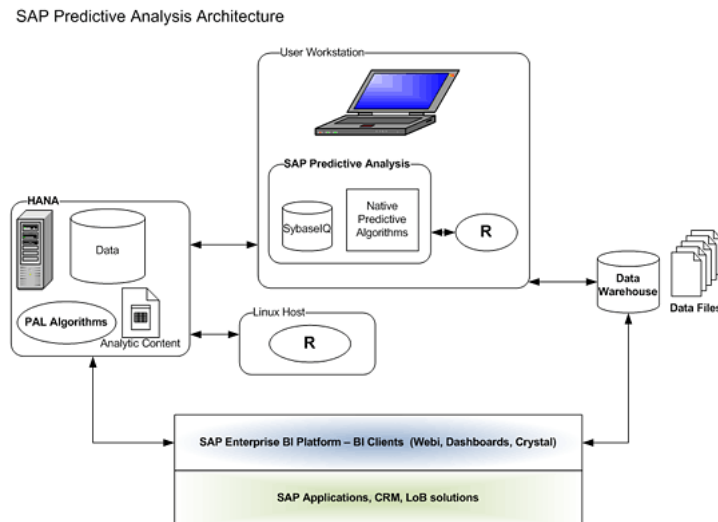 SAP Predictive Analysis Architecture
User Workstation
SAP Predictive Analysis
SybaseIQ
Native
Predictive
Algorithms
R
HANA
Data
PAL Algorithms
Analytic Content
Linux Host
R
Data
Warehouse
Data Files
SAP Enterprise BI Platform – BI Clients (Webi, Dashboards, Crystal)
SAP Applications, CRM, LoB solutions